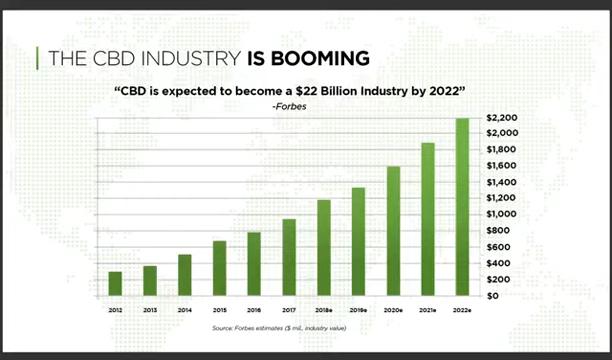 THE CBD INDUSTRY IS BOOMING
“CBD is expected to become a $22 Billion Industry by 2022”
-Forbes
$2,200
$2,000
$1,800
$1,600
$1,400
$1,200
$1,000
$800
$600
$400
$200
$0
2012 2013 2014 2015 2016 2017 2018e 2019e 2020e 2021e 2022e
Source: Forbes estimates ($ mil, industry value)